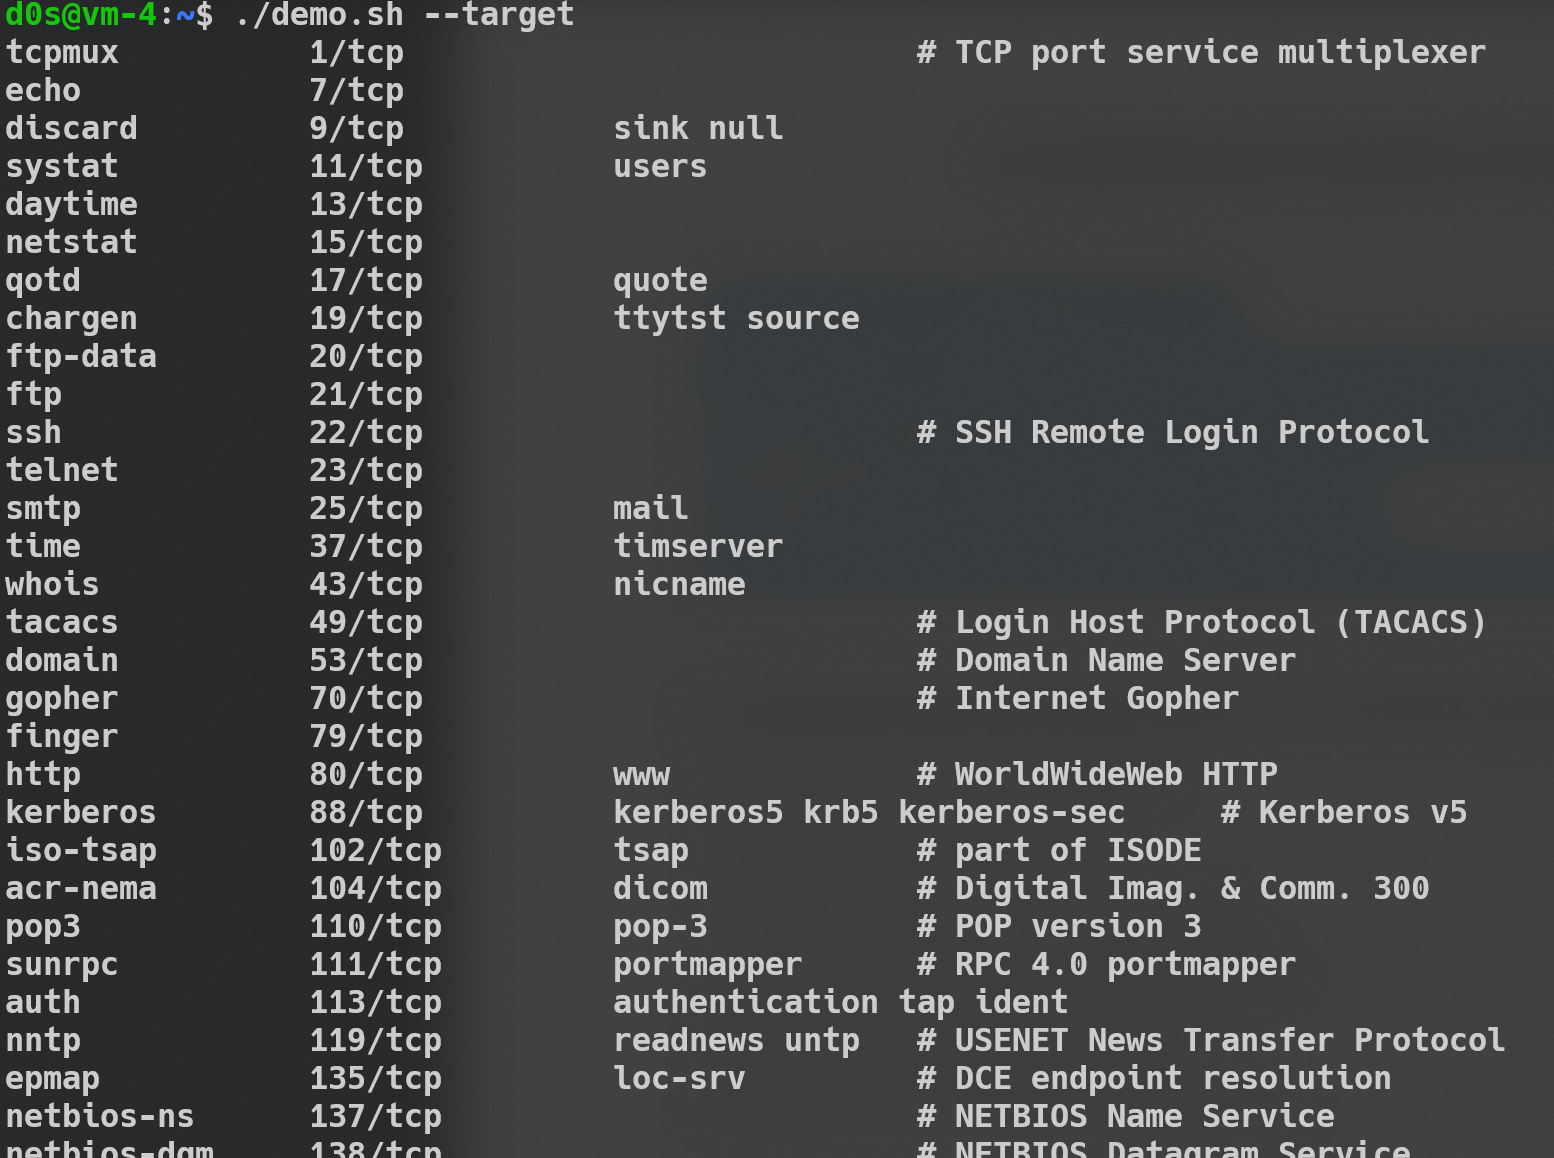 d0s@vm-4:~$ ./demo.sh --target
tcpmux          1/tcp                           # TCP port service multiplexer
echo            7/tcp
discard         9/tcp           sink null
systat          11/tcp          users
daytime         13/tcp
netstat         15/tcp
qotd            17/tcp          quote
chargen         19/tcp          ttytst source
ftp-data        20/tcp
ftp             21/tcp
ssh             22/tcp                          # SSH Remote Login Protocol
telnet          23/tcp
smtp            25/tcp          mail
time            37/tcp          timserver
whois           43/tcp          nicname
tacacs          49/tcp                          # Login Host Protocol (TACACS)
domain          53/tcp                          # Domain Name Server
gopher          70/tcp                          # Internet Gopher
finger          79/tcp
http            80/tcp          www             # WorldWideWeb HTTP
kerberos        88/tcp          kerberos5 krb5 kerberos-sec     # Kerberos v5
iso-tsap        102/tcp         tsap            # part of ISODE
acr-nema        104/tcp         dicom           # Digital Imag. & Comm. 300
pop3            110/tcp         pop-3           # POP version 3
sunrpc          111/tcp         portmapper      # RPC 4.0 portmapper
auth            113/tcp         authentication tap ident
nntp            119/tcp         readnews untp   # USENET News Transfer Protocol
epmap           135/tcp         loc-srv         # DCE endpoint resolution
netbios-ns      137/tcp                         # NETBIOS Name Service
netbios-dgm     138/tcp                         # NETBIOS Datagram Service